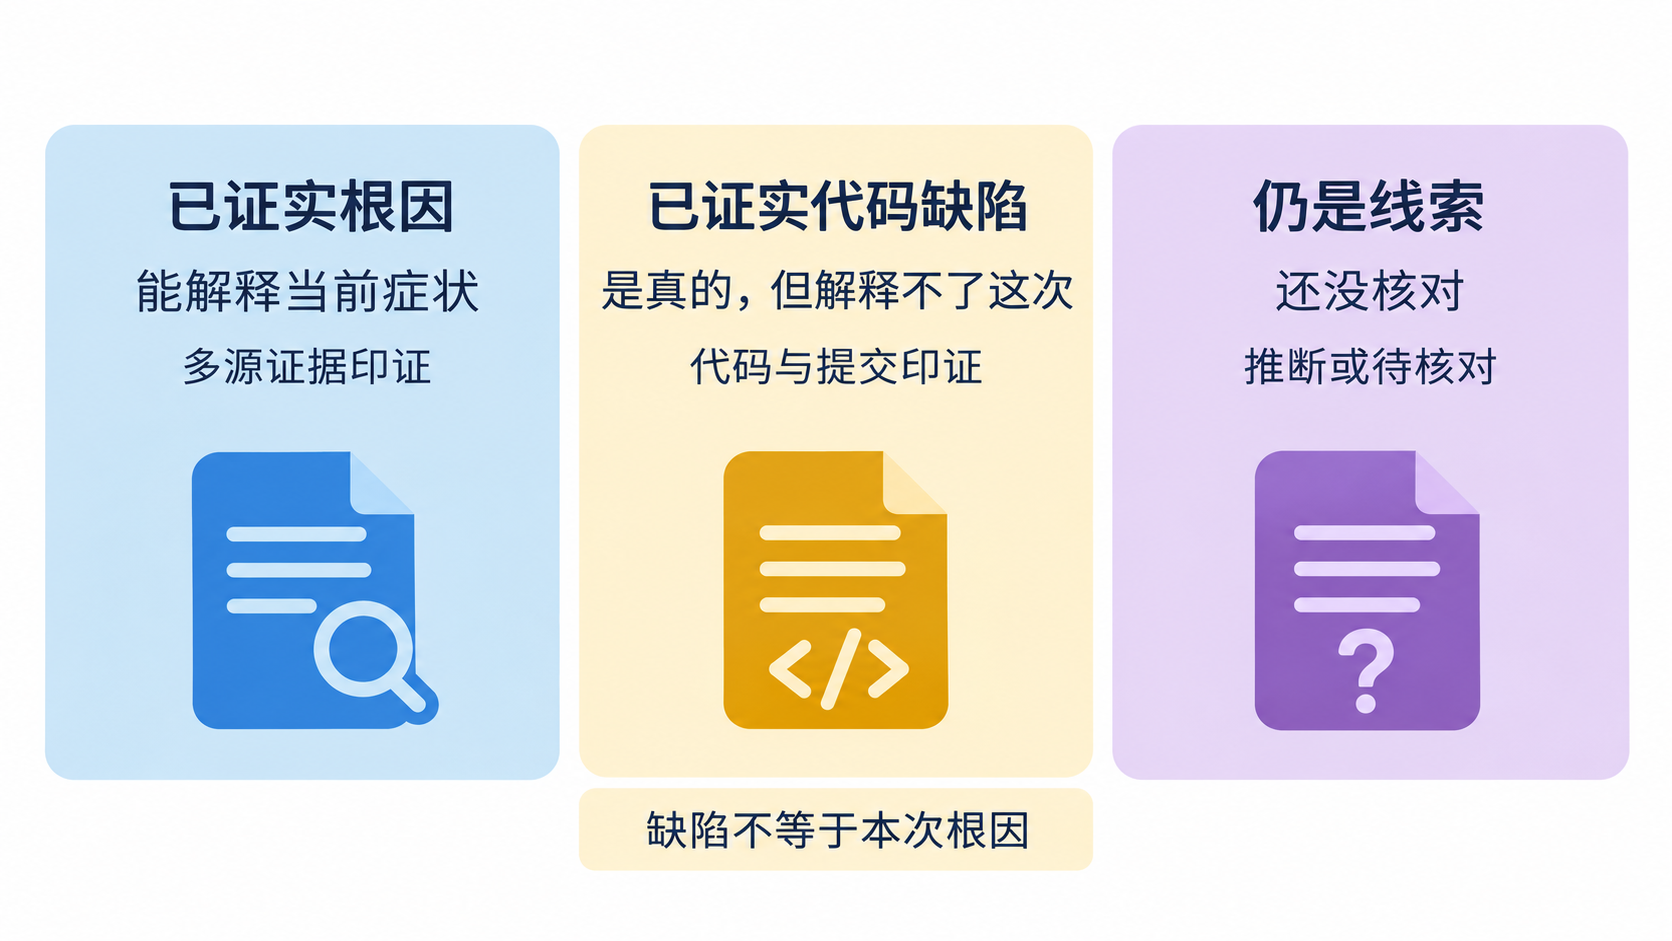 已证实根因
能解释当前症状
多源证据印证
已证实代码缺陷
是真的，但解释不了这次
代码与提交印证
缺陷不等于本次根因
仍是线索
还没核对
推断或待核对